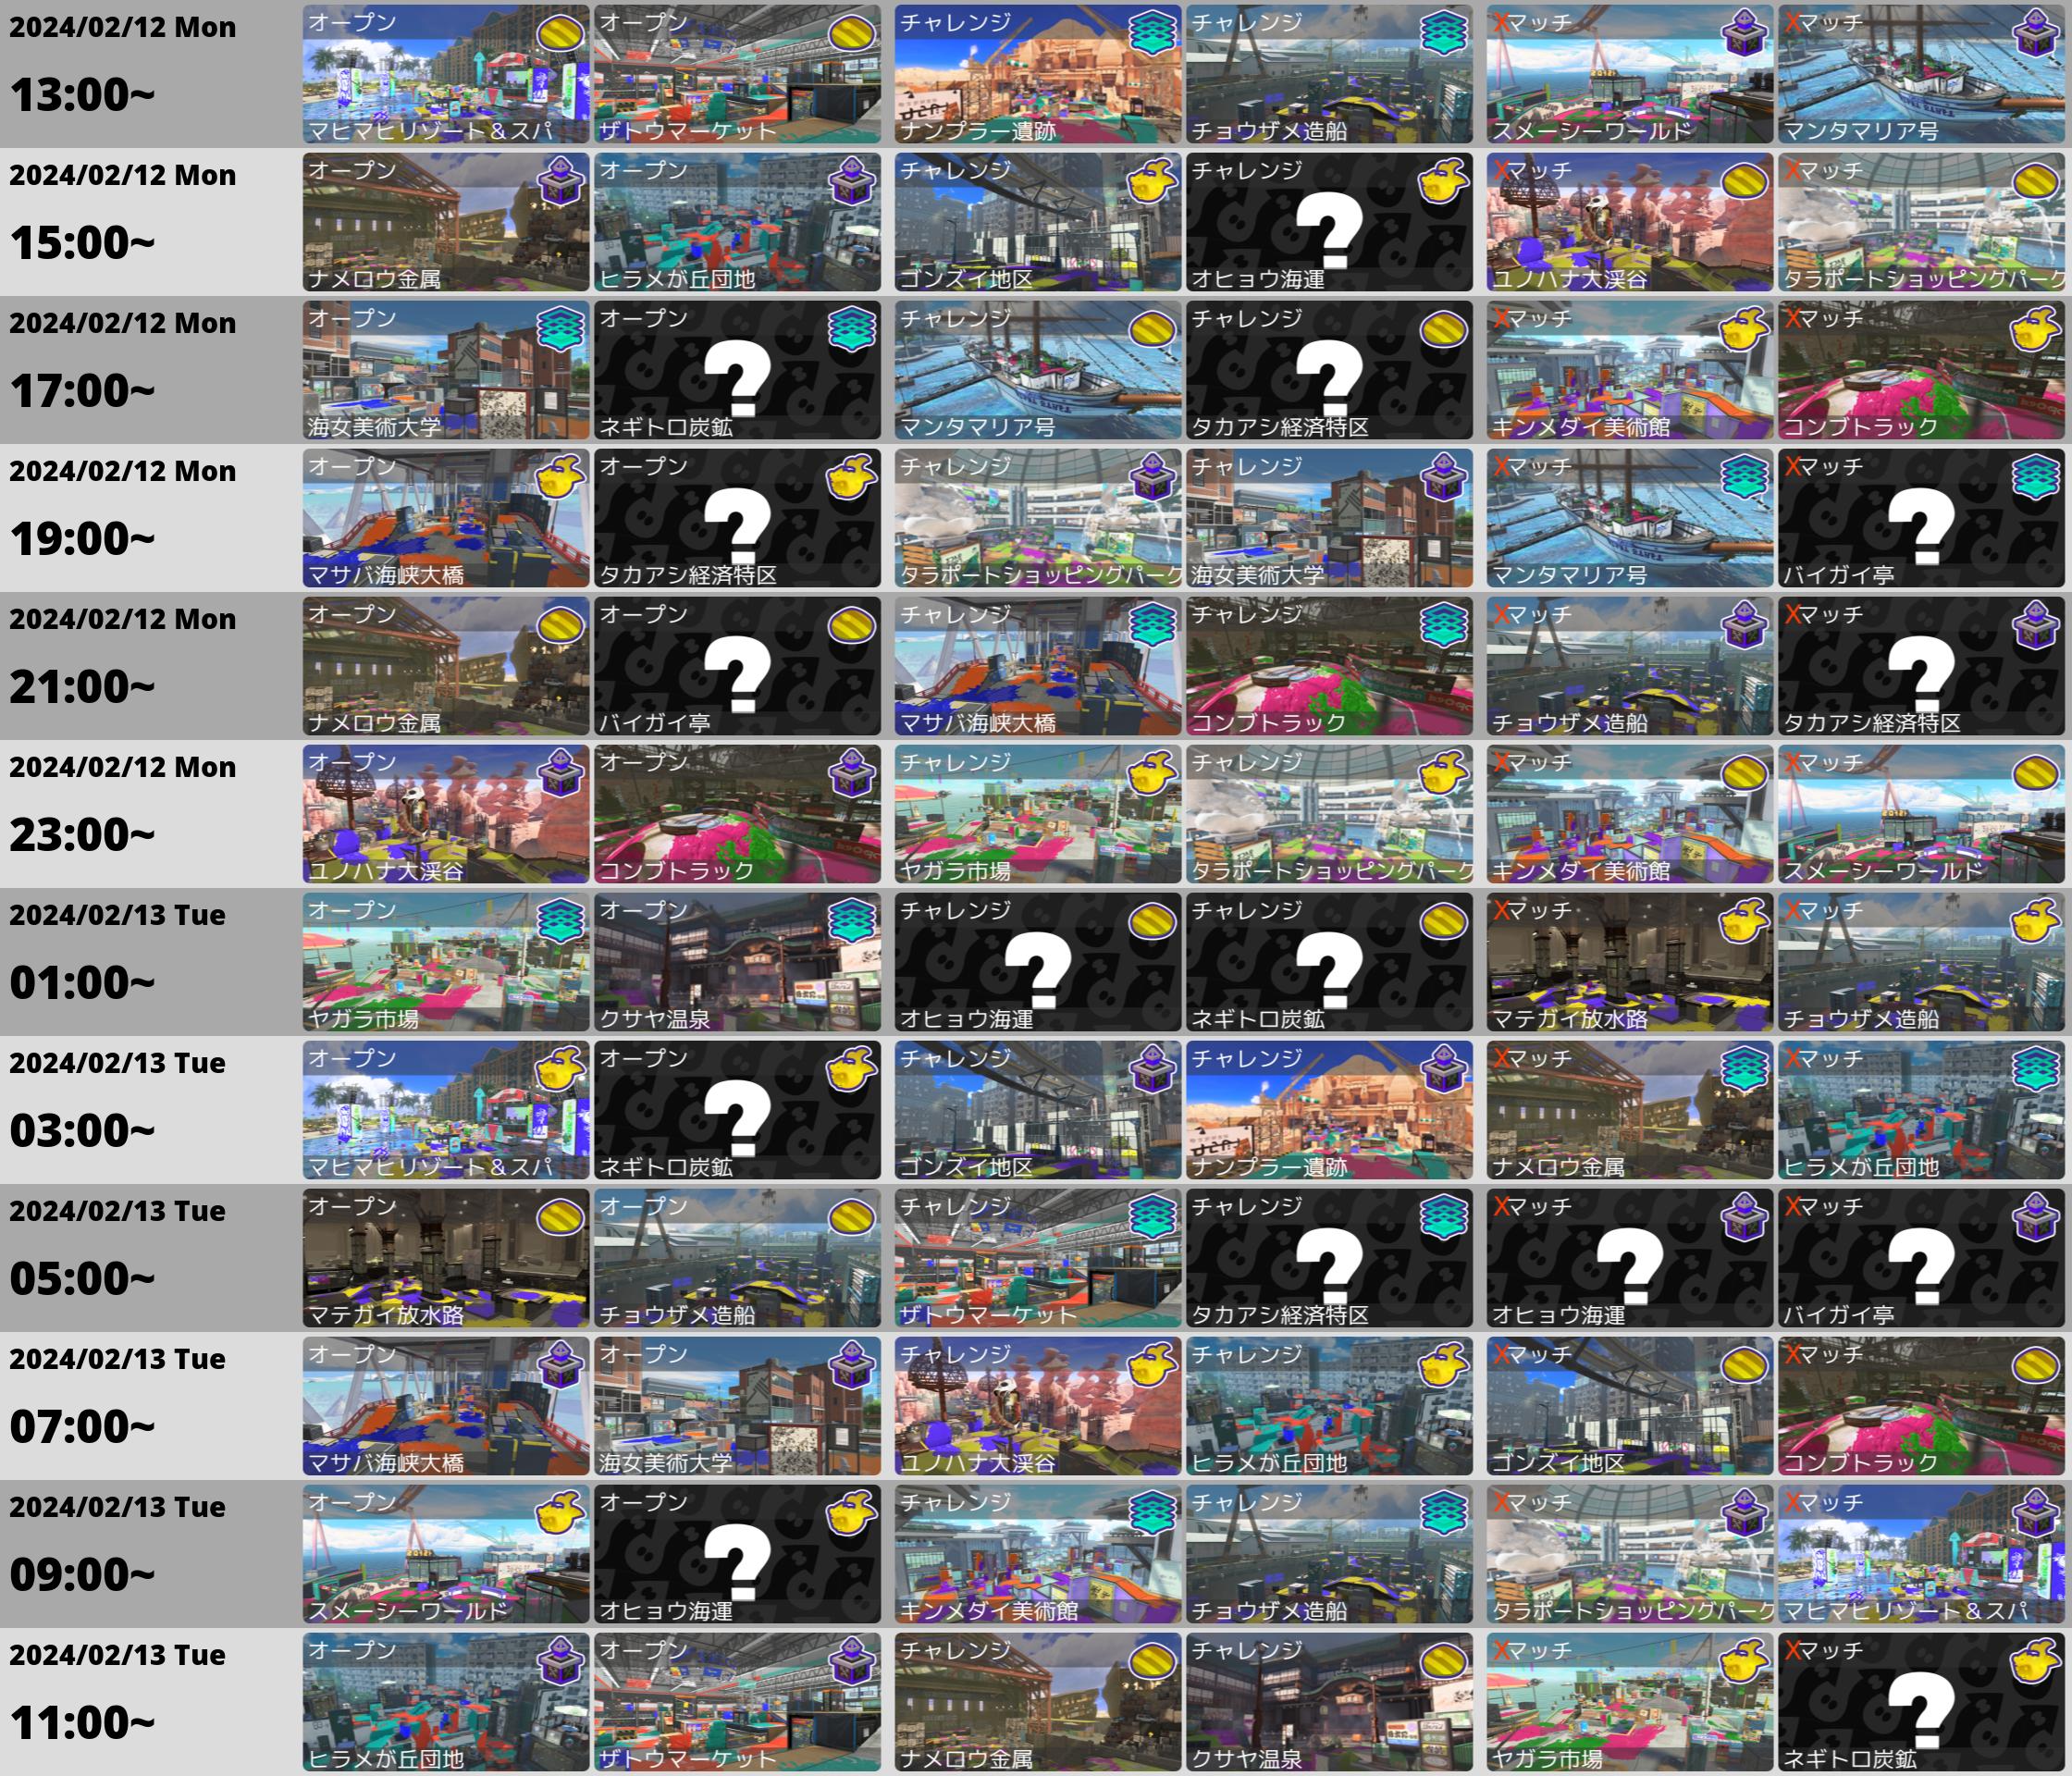 2024/02/12 Mon
13:00~
オープン
マヒマヒリゾート&スパ
オープン
ザトウマーケット
チャレンジ
ナンプラー遺跡
チャレンジ
チョウザメ造船
Xマッチ
スメーシーワールド
Xマッチ
マンタマリア号
2024/02/12 Mon
15:00~
オープン
ナメロウ金属
オープン
ヒラメが丘団地
チャレンジ
ゴンズイ地区
チャレンジ
?
オヒョウ海運
Xマッチ
ユノハナ大渓谷
Xマッチ
タラポートショッピングパーク
2024/02/12 Mon
17:00~
オープン
海女美術大学
オープン
?
ネギトロ炭鉱
チャレンジ
マンタマリア号
チャレンジ
?
タカアシ経済特区
Xマッチ
キンメダイ美術館
Xマッチ
コンブトラック
2024/02/12 Mon
19:00~
オープン
マサバ海峡大橋
オープン
?
タカアシ経済特区
チャレンジ
タラポートショッピングパーク
チャレンジ
海女美術大学
Xマッチ
マンタマリア号
Xマッチ
?
バイガイ亭
2024/02/12 Mon
21:00~
オープン
ナメロウ金属
オープン
?
バイガイ亭
チャレンジ
マサバ海峡大橋
チャレンジ
コンブトラック
Xマッチ
チョウザメ造船
Xマッチ
?
タカアシ経済特区
2024/02/12 Mon
23:00~
オープン
ユノハナ大渓谷
オープン
コンブトラック
チャレンジ
ヤガラ市場
チャレンジ
タラポートショッピングパーク
Xマッチ
キンメダイ美術館
Xマッチ
スメーシーワールド
2024/02/13 Tue
01:00~
オープン
ヤガラ市場
オープン
クサヤ温泉
チャレンジ
?
オヒョウ海運
チャレンジ
?
ネギトロ炭鉱
Xマッチ
マテガイ放水路
Xマッチ
チョウザメ造船
2024/02/13 Tue
03:00~
オープン
マヒマヒリゾート&スパ
オープン
?
ネギトロ炭鉱
チャレンジ
ゴンズイ地区
チャレンジ
ナンプラー遺跡
Xマッチ
ナメロウ金属
Xマッチ
ヒラメが丘団地
2024/02/13 Tue
05:00~
オープン
マテガイ放水路
オープン
チョウザメ造船
チャレンジ
ザトウマーケット
チャレンジ
?
タカアシ経済特区
Xマッチ
?
オヒョウ海運
Xマッチ
?
バイガイ亭
2024/02/13 Tue
07:00~
オープン
マサバ海峡大橋
オープン
海女美術大学
チャレンジ
ユノハナ大渓谷
チャレンジ
ヒラメが丘団地
Xマッチ
ゴンズイ地区
Xマッチ
コンブトラック
2024/02/13 Tue
09:00~
オープン
スメーシーワールド
オープン
?
オヒョウ海運
チャレンジ
キンメダイ美術館
チャレンジ
チョウザメ造船
Xマッチ
タラポートショッピングパーク
Xマッチ
マヒマヒリゾート&スパ
2024/02/13 Tue
11:00~
オープン
ヒラメが丘団地
オープン
ザトウマーケット
チャレンジ
ナメロウ金属
チャレンジ
クサヤ温泉
Xマッチ
ヤガラ市場
Xマッチ
?
ネギトロ炭鉱